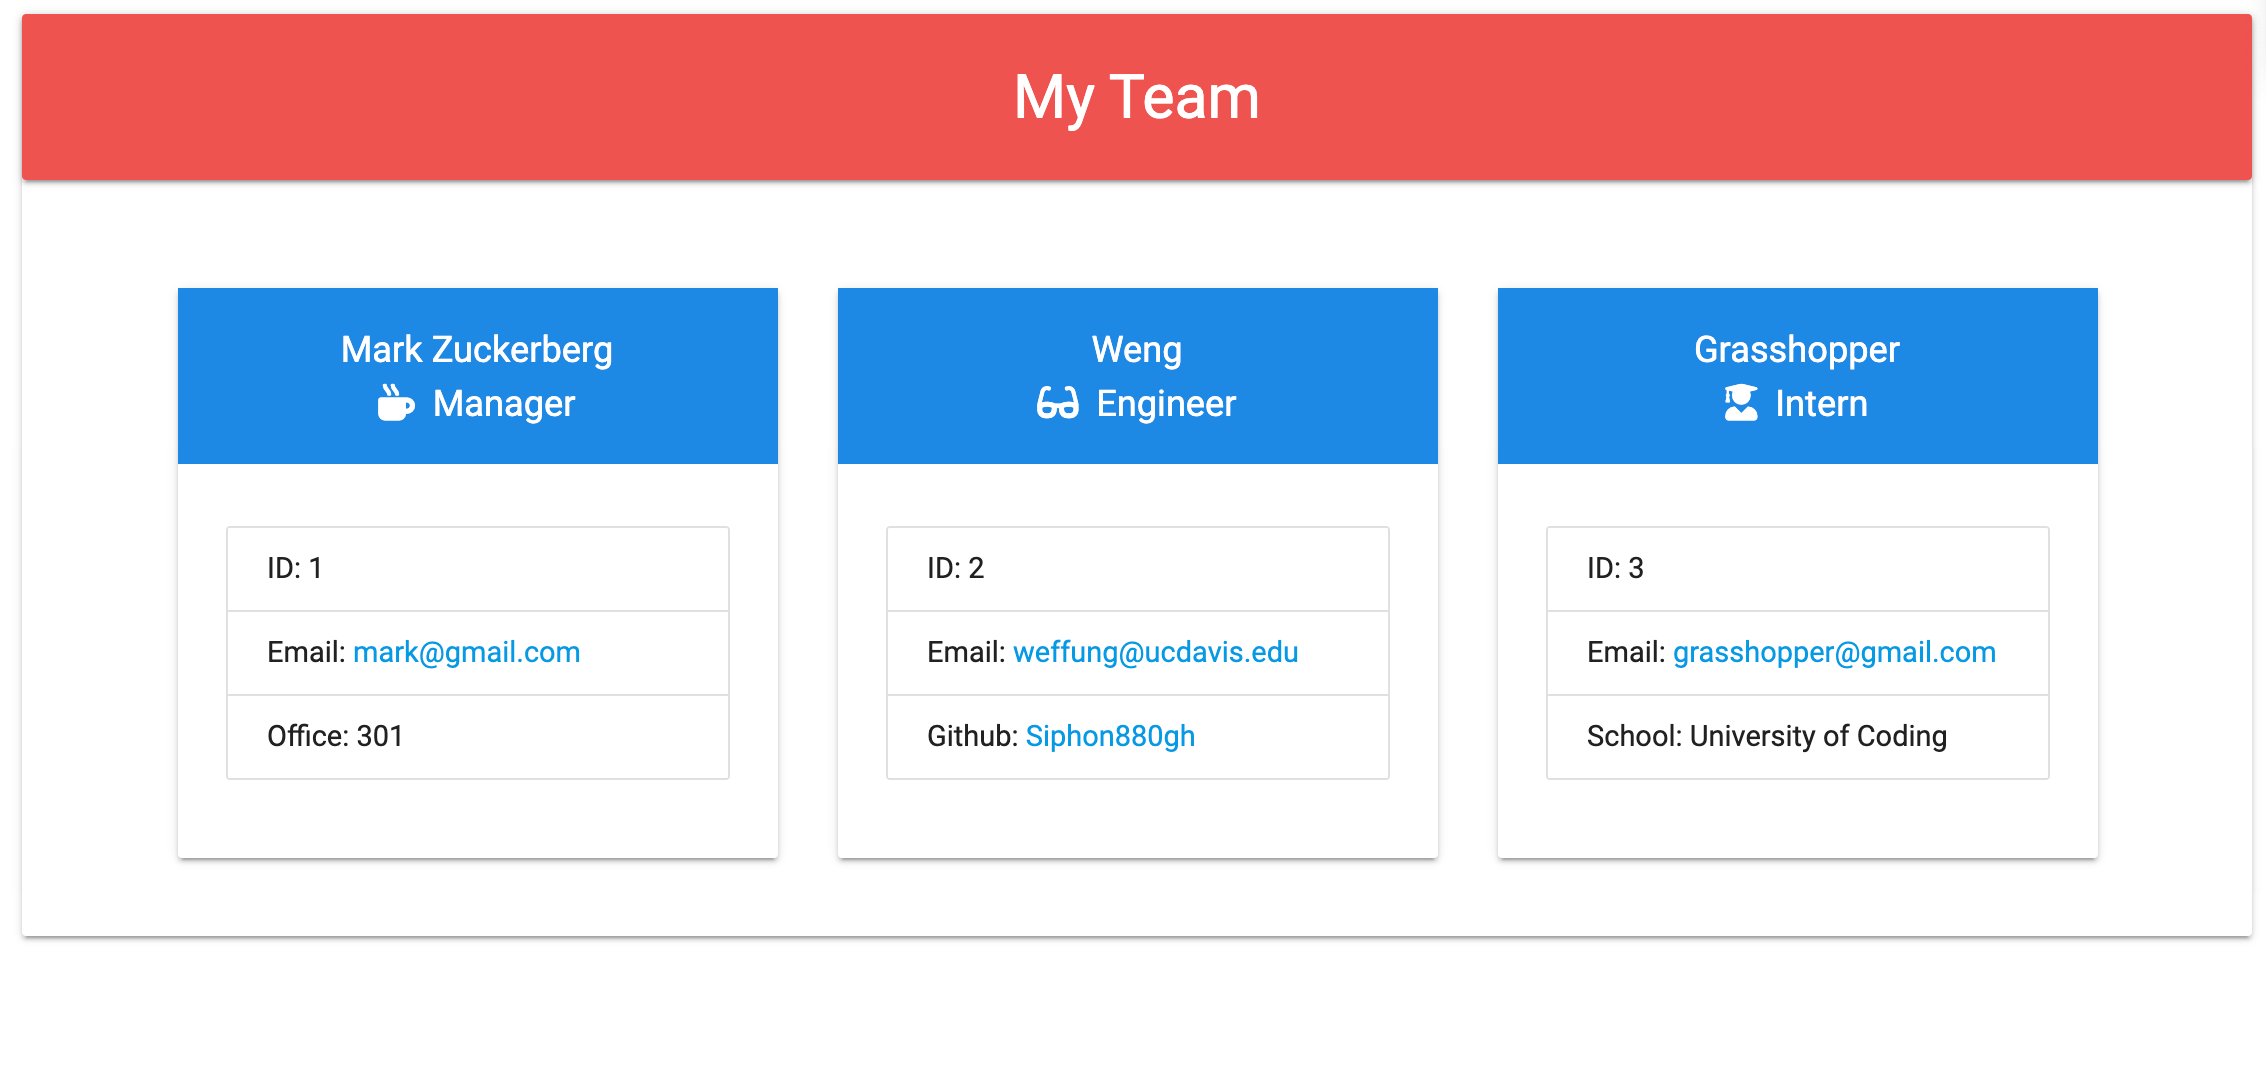 My Team
Mark Zuckerberg
Manager
ID: 1
Email: mark@gmail.com
Office: 301
Weng
Engineer
ID: 2
Email: weffung@ucdavis.edu
Github: Siphon880gh
Grasshopper
Intern
ID: 3
Email: grasshopper@gmail.com
School: University of Coding